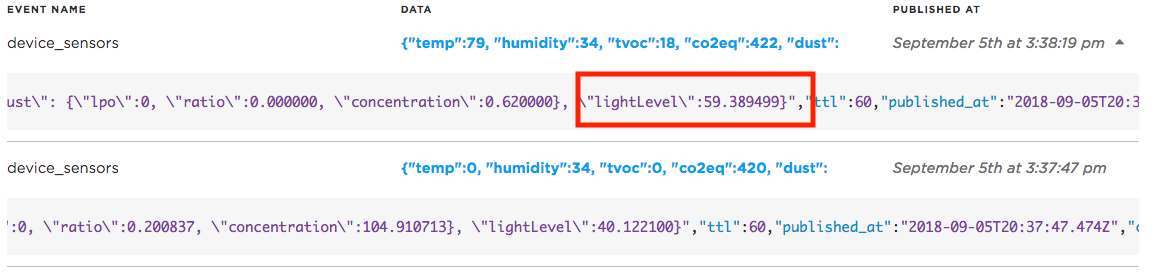 EVENT NAME DATA PUBLISHED AT
device_sensors {"temp":79, "humidity":34, "tvoc":18, "co2eq":422, "dust": September 5th at 3:38:19 pm
ust\": {\"lpo\":0, \"ratio\":0.000000, \"concentration\":0.620000}, \"lightLevel\":59.389499}","ttl":60,"published_at":"2018-09-05T20:3
device_sensors {"temp":0, "humidity":34, "tvoc":0, "co2eq":420, "dust": September 5th at 3:37:47 pm
":0, \"ratio\":0.200837, \"concentration\":104.910713}, \"lightLevel\":40.122100}","ttl":60,"published_at":"2018-09-05T20:37:47.474Z","c